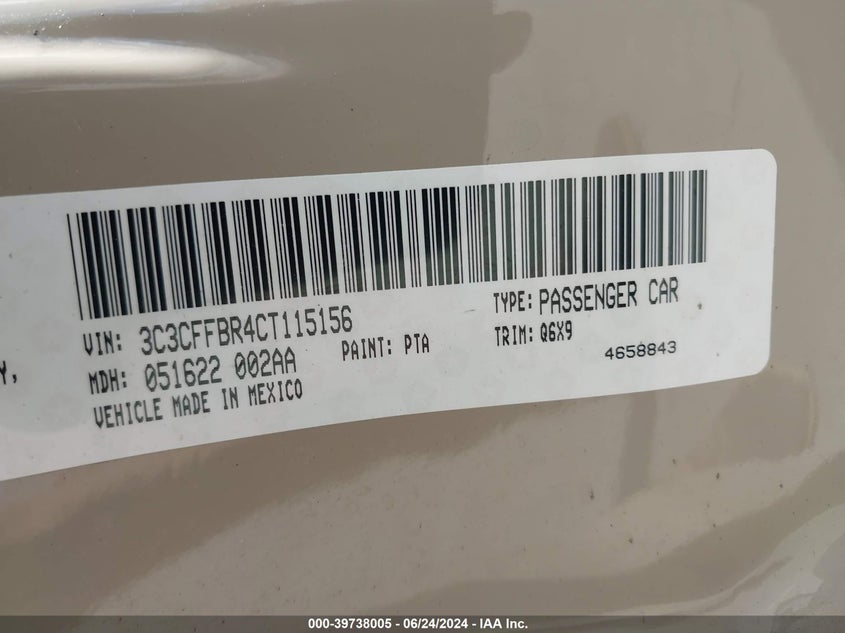 Y,
VIN: 3C3CFFBR4CT115156
TYPE: PASSENGER CAR
MDH: 051622 002AA
PAINT: PTA
TRIM: Q6X9
VEHICLE MADE IN MEXICO
4658843
000-39738005 - 06/24/2024 - IAA Inc.